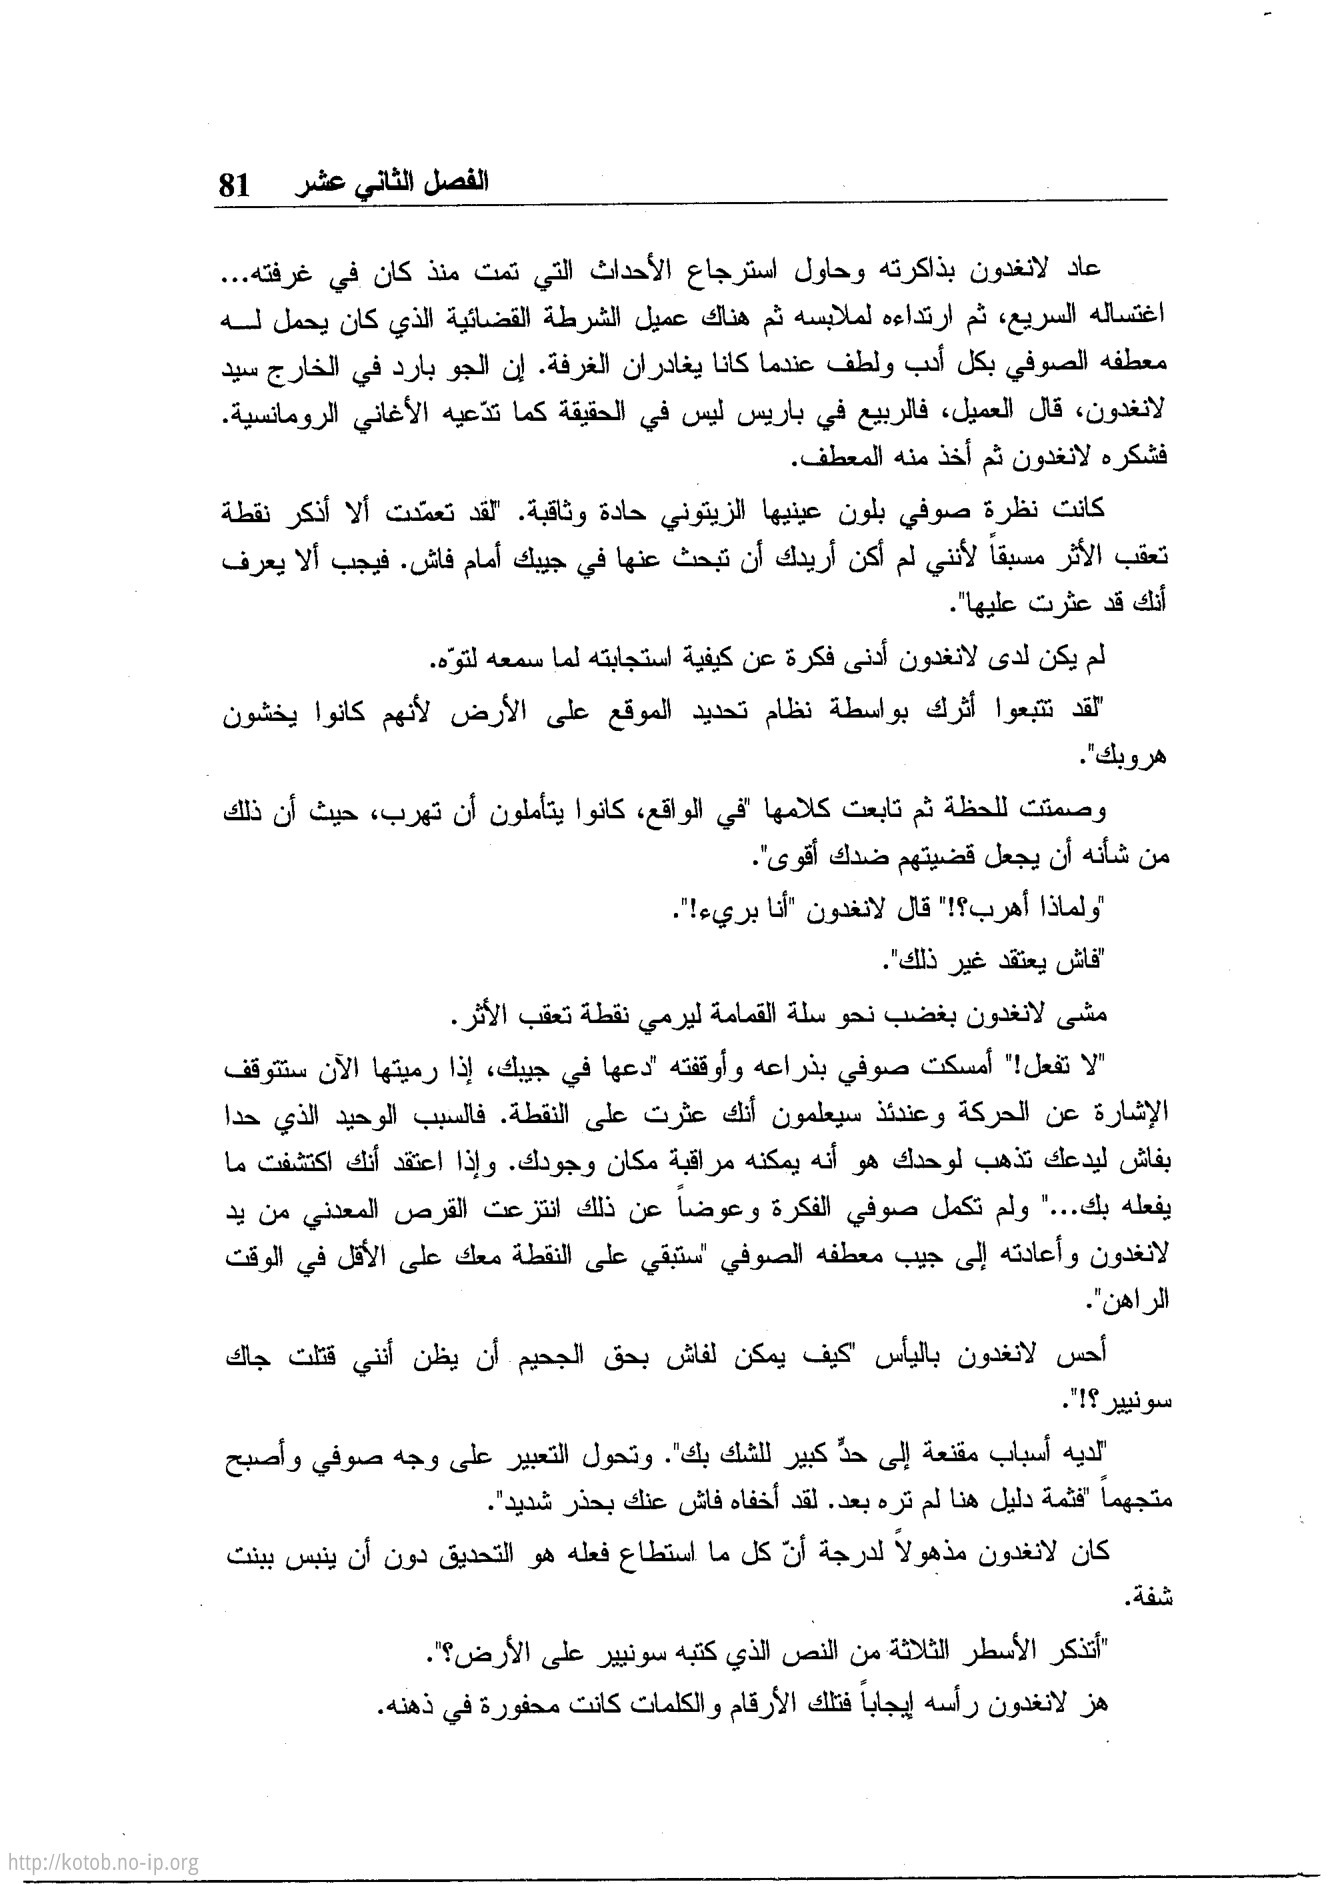 الفصل الثاني عشر 81
عاد لانغدون بذاكرته وحاول استرجاع الأحداث التي تمت منذ كان في غرفته...
اغتساله السريع، ثم ارتداءه لملابسه ثم هناك عميل الشرطة القضائية الذي كان يحمل لـــه
معطفه الصوفي بكل أدب ولطف عندما كانا يغادران الغرفة. إن الجو بارد في الخارج سيد
لانغدون، قال العميل، فالربيع في باريس ليس في الحقيقة كما تدّعيه الأغاني الرومانسية.
فشكره لانغدون ثم أخذ منه المعطف.
كانت نظرة صوفي بلون عينيها الزيتوني حادة وثاقبة. "لقد تعمّدت ألا أذكر نقطة
تعقب الأثر مسبقاً لأنني لم أكن أريدك أن تبحث عنها في جيبك أمام فاش. فيجب ألا يعرف
أنك قد عثرت عليها".
لم يكن لدى لانغدون أدنى فكرة عن كيفية استجابته لما سمعه لتوّه.
"لقد تتبعوا أثرك بواسطة نظام تحديد الموقع على الأرض لأنهم كانوا يخشون
هروبك".
وصمتت للحظة ثم تابعت كلامها "في الواقع، كانوا يتأملون أن تهرب، حيث أن ذلك
من شأنه أن يجعل قضيتهم ضدك أقوى".
"ولماذا أهرب؟!" قال لانغدون "أنا بريء!".
"فاش يعتقد غير ذلك".
مشى لانغدون بغضب نحو سلة القمامة ليرمي نقطة تعقب الأثر.
"لا تفعل!" أمسكت صوفي بذراعه وأوقفته "دعها في جيبك، إذا رميتها الآن ستتوقف
الإشارة عن الحركة وعندئذ سيعلمون أنك عثرت على النقطة. فالسبب الوحيد الذي حدا
بفاش ليدعك تذهب لوحدك هو أنه يمكنه مراقبة مكان وجودك. وإذا اعتقد أنك اكتشفت ما
يفعله بك..." ولم تكمل صوفي الفكرة وعوضاً عن ذلك انتزعت القرص المعدني من يد
لانغدون وأعادته إلى جيب معطفه الصوفي "ستبقي على النقطة معك على الأقل في الوقت
الراهن".
أحس لانغدون باليأس "كيف يمكن لفاش بحق الجحيم أن يظن أنني قتلت جاك
سونيير؟!".
"لديه أسباب مقنعة إلى حدٍّ كبير للشك بك". وتحول التعبير على وجه صوفي وأصبح
متجهماً "فثمة دليل هنا لم تره بعد. لقد أخفاه فاش عنك بحذر شديد".
كان لانغدون مذهولاً لدرجة أنّ كل ما استطاع فعله هو التحديق دون أن ينبس ببنت
شفة.
"أتذكر الأسطر الثلاثة من النص الذي كتبه سونيير على الأرض؟".
هز لانغدون رأسه إيجاباً فتلك الأرقام والكلمات كانت محفورة في ذهنه.
http://kotob.no-ip.org